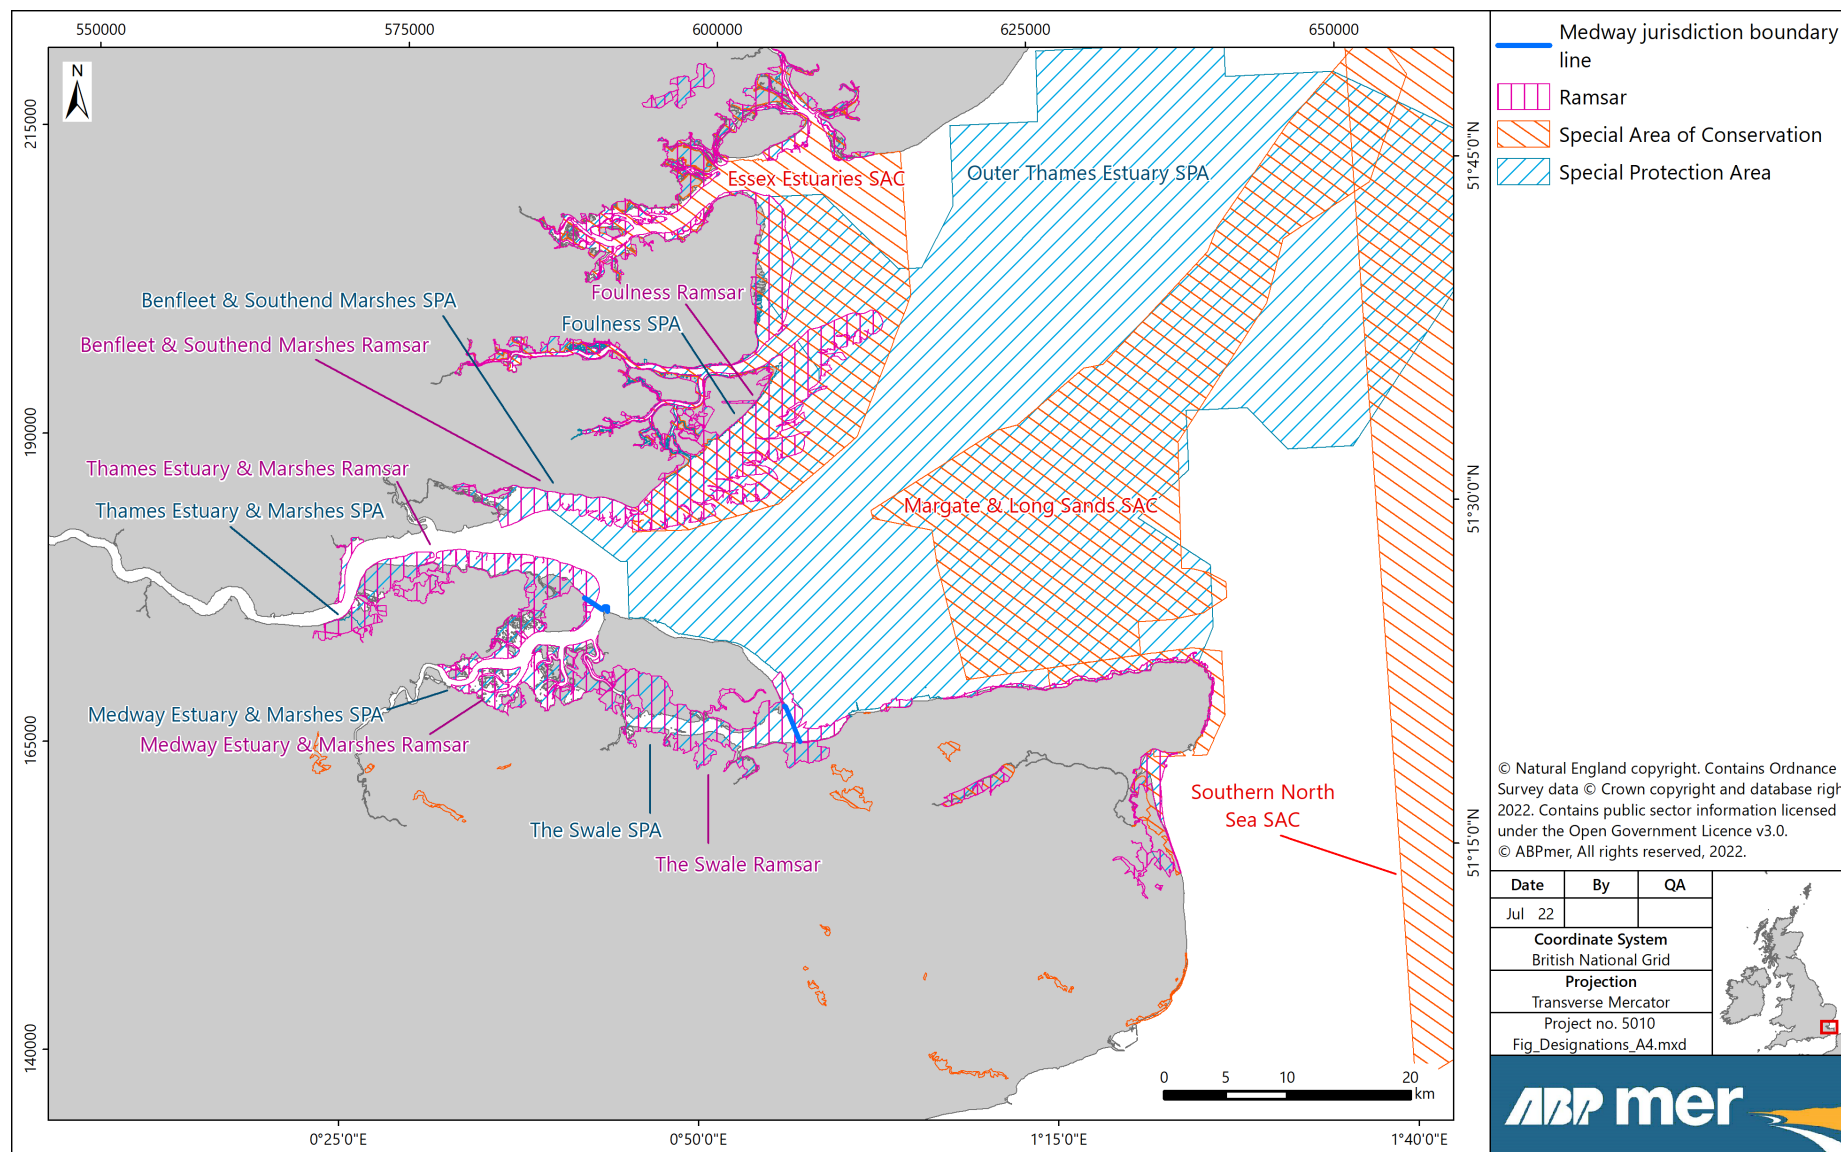 550000
575000
600000
625000
650000
N
215000
190000
165000
140000
51°45'0"N
51°30'0"N
51°15'0"N
0°25'0"E
0°50'0"E
1°15'0"E
1°40'0"E
Essex Estuaries SAC
Outer Thames Estuary SPA
Benfleet & Southend Marshes SPA
Foulness Ramsar
Foulness SPA
Benfleet & Southend Marshes Ramsar
Thames Estuary & Marshes Ramsar
Thames Estuary & Marshes SPA
Margate & Long Sands SAC
Medway Estuary & Marshes SPA
Medway Estuary & Marshes Ramsar
The Swale SPA
The Swale Ramsar
Southern North
Sea SAC
0 5 10 20
km
Medway jurisdiction boundary
line
Ramsar
Special Area of Conservation
Special Protection Area
© Natural England copyright. Contains Ordnance
Survey data © Crown copyright and database righ
2022. Contains public sector information licensed
under the Open Government Licence v3.0.
© ABPmer, All rights reserved, 2022.
Date By QA
Jul 22
Coordinate System
British National Grid
Projection
Transverse Mercator
Project no. 5010
Fig_Designations_A4.mxd
ABPmer